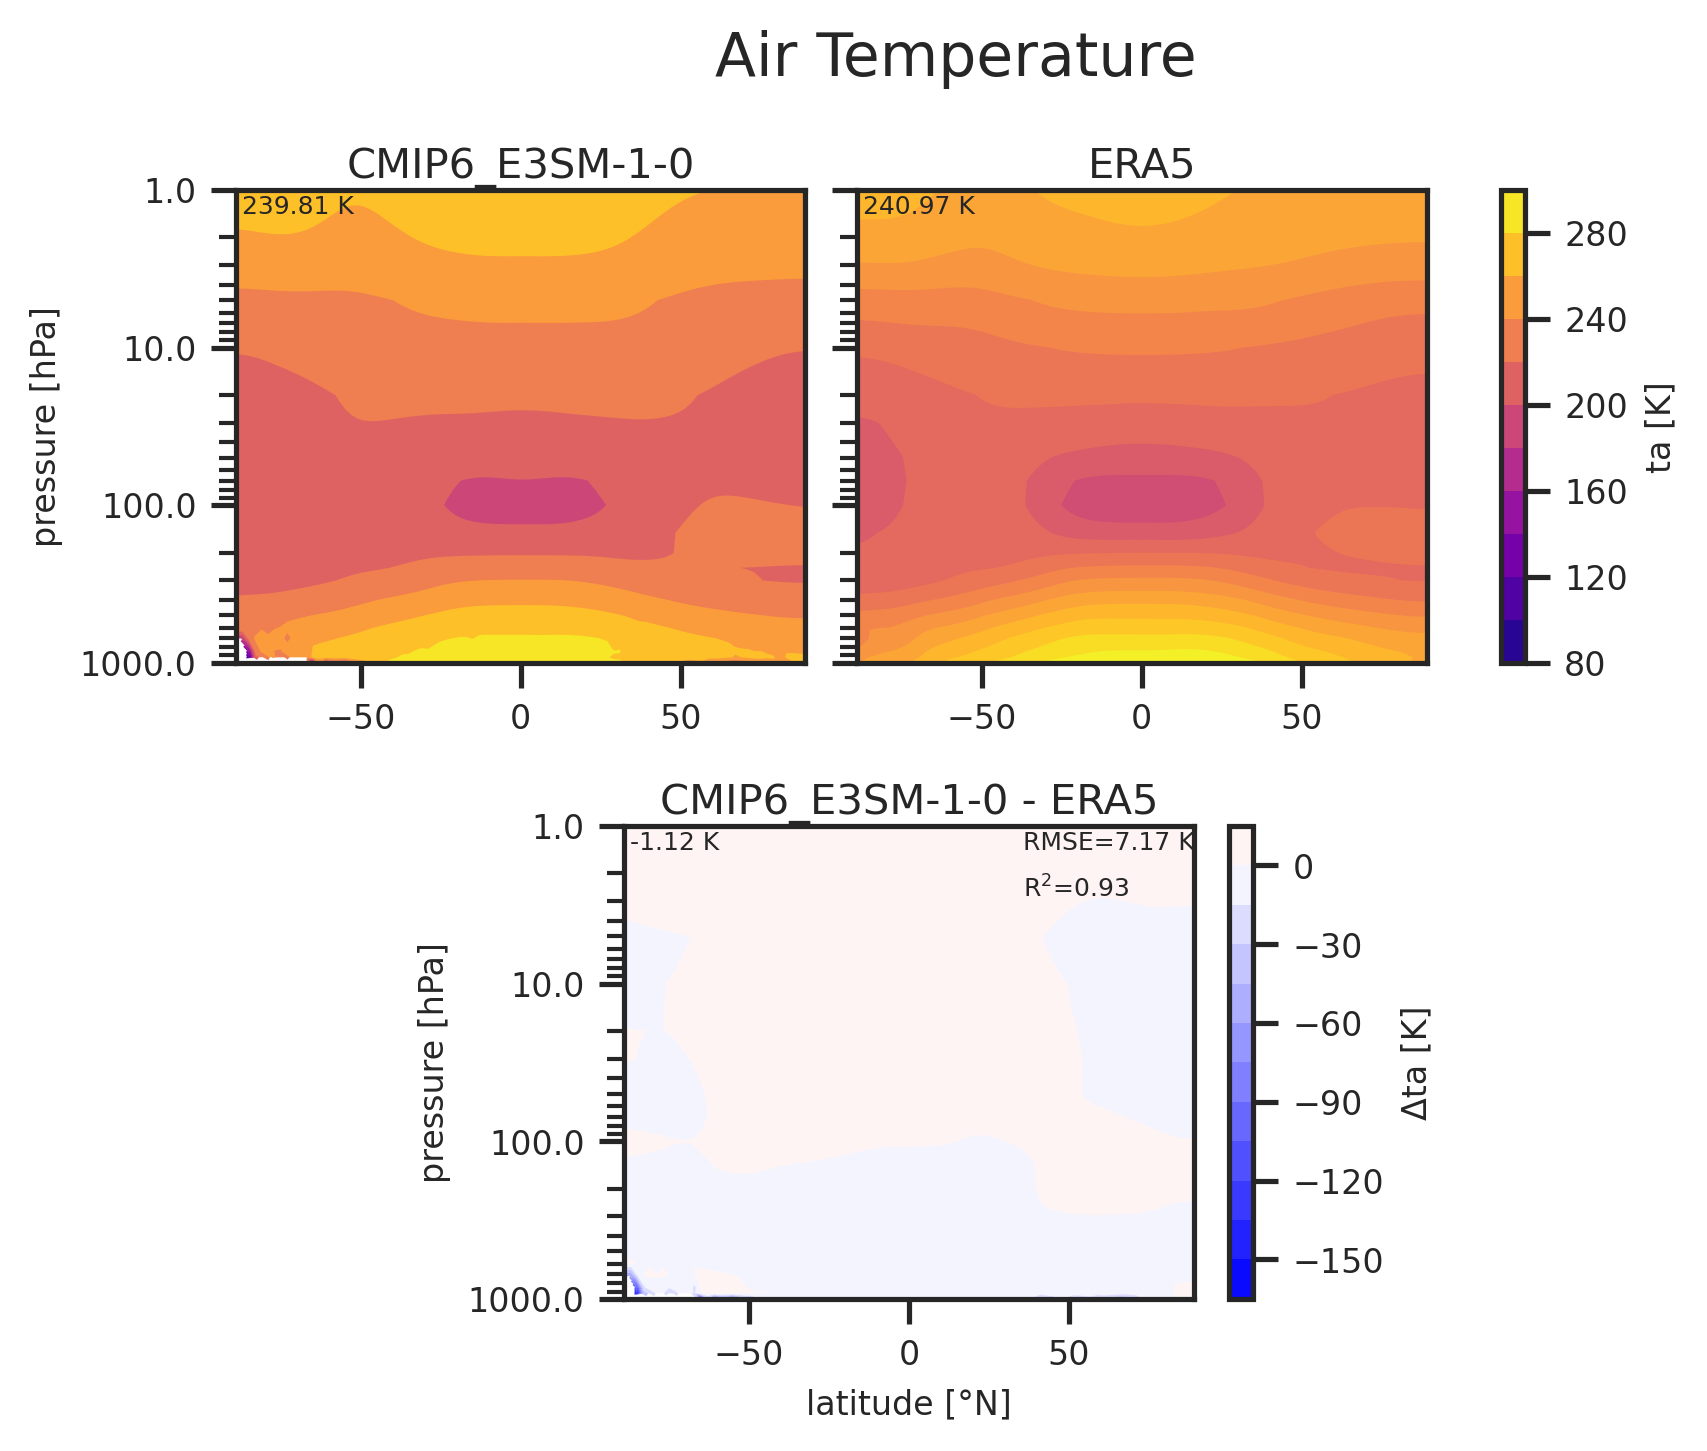 Air Temperature
CMIP6_E3SM-1-0
ERA5
239.81 K
240.97 K
1.0
10.0
100.0
1000.0
pressure [hPa]
−50
0
50
−50
0
50
280
240
200
160
120
80
ta [K]
CMIP6_E3SM-1-0 - ERA5
-1.12 K
RMSE=7.17 K
R²=0.93
1.0
10.0
100.0
1000.0
pressure [hPa]
−50
0
50
latitude [°N]
0
−30
−60
−90
−120
−150
Δta [K]